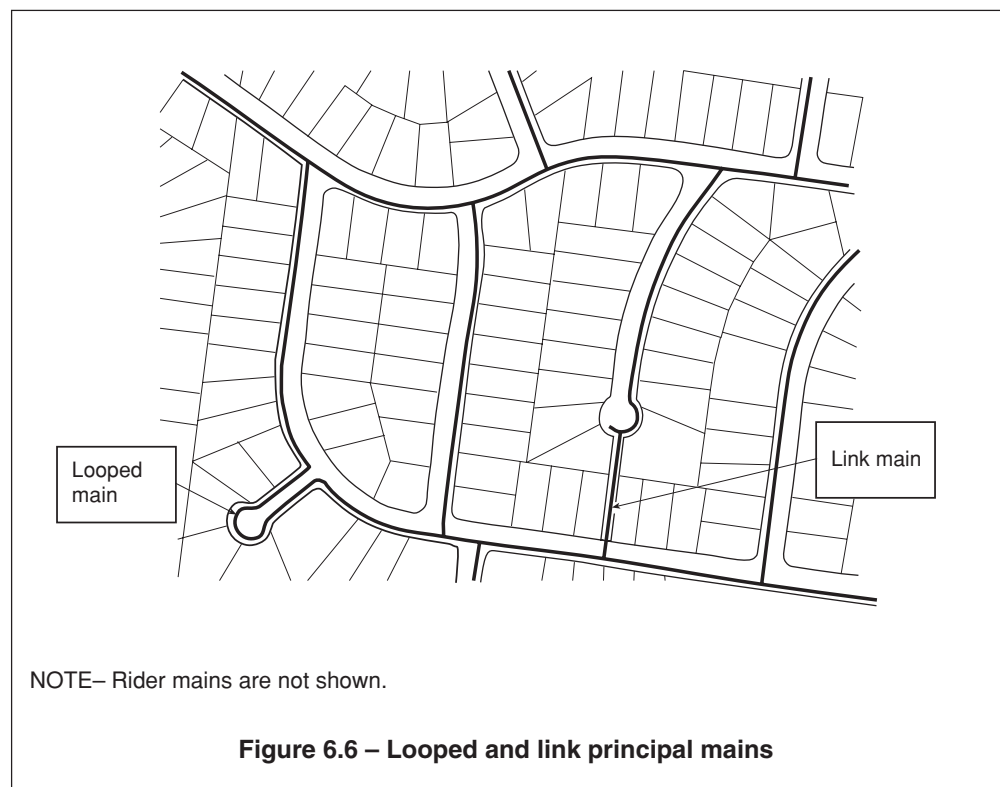 Looped
main
Link main
NOTE– Rider mains are not shown.
Figure 6.6 – Looped and link principal mains